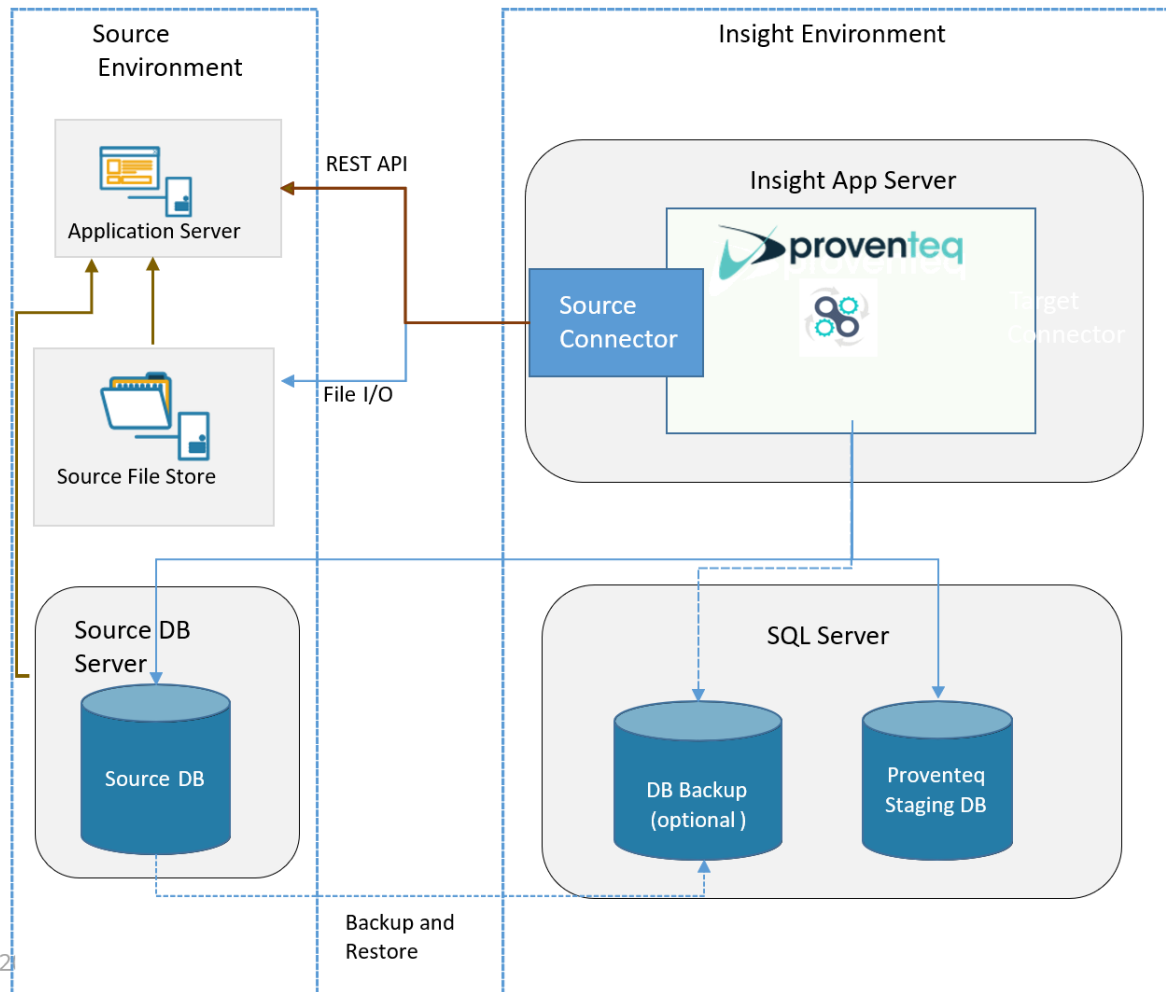 Source
Environment
Insight Environment
REST API
Insight App Server
Application Server
proventeq
Source
Connector
Target
Connector
File I/O
Source File Store
Source DB
Server
SQL Server
Source DB
DB Backup
(optional )
Proventeq
Staging DB
Backup and
Restore
2